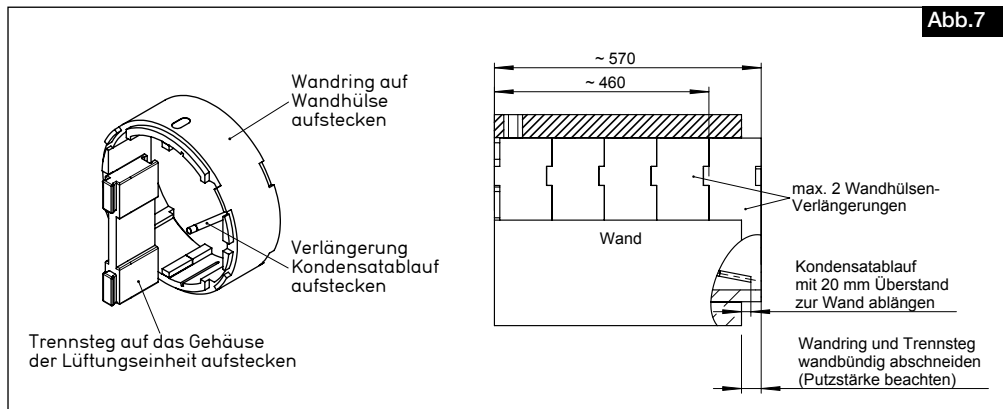 Abb.7
Wandring auf
Wandhülse
aufstecken
Verlängerung
Kondensatablauf
aufstecken
Trennsteg auf das Gehäuse
der Lüftungseinheit aufstecken
~ 570
~ 460
max. 2 Wandhülsen-
Verlängerungen
Wand
Kondensatablauf
mit 20 mm Überstand
zur Wand ablängen
Wandring und Trennsteg
wandbündig abschneiden
(Putzstärke beachten)